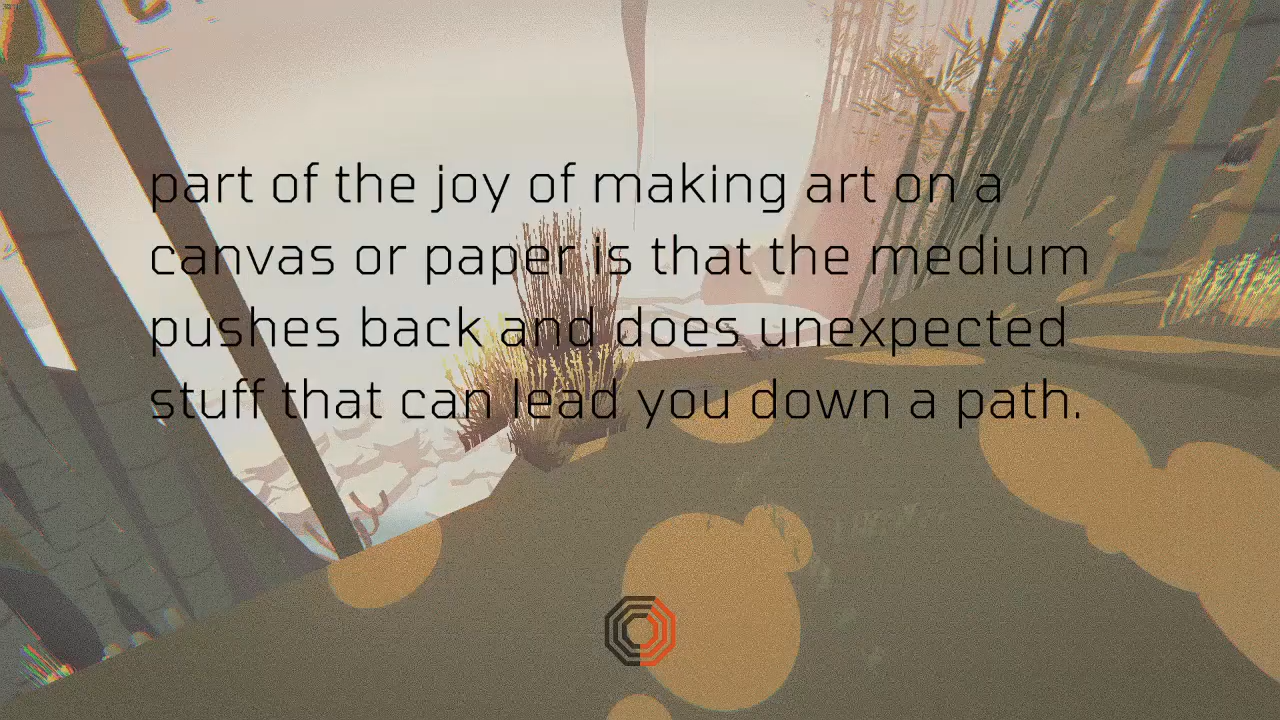 part of the joy of making art on a
canvas or paper is that the medium
pushes back and does unexpected
stuff that can lead you down a path.